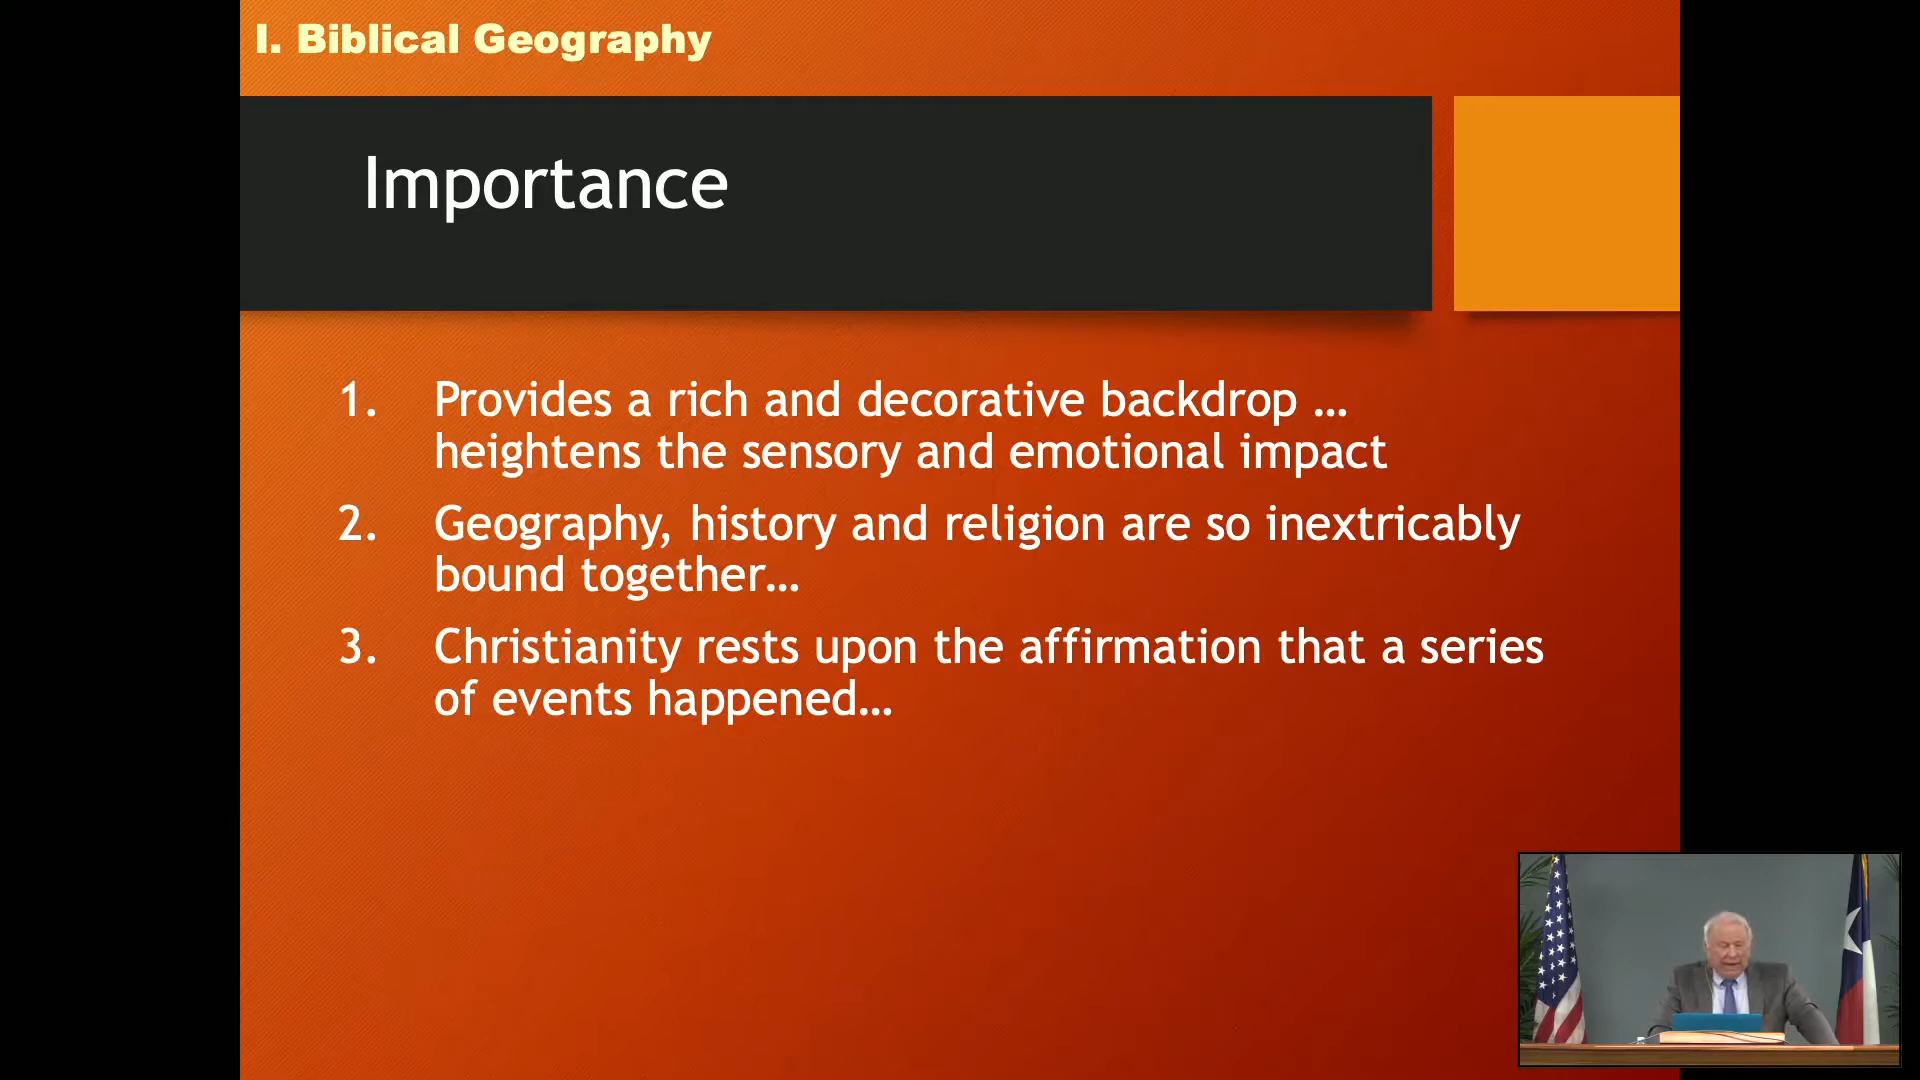 I. Biblical Geography
Importance
1. Provides a rich and decorative backdrop …
heightens the sensory and emotional impact
2. Geography, history and religion are so inextricably
bound together…
3. Christianity rests upon the affirmation that a series
of events happened…